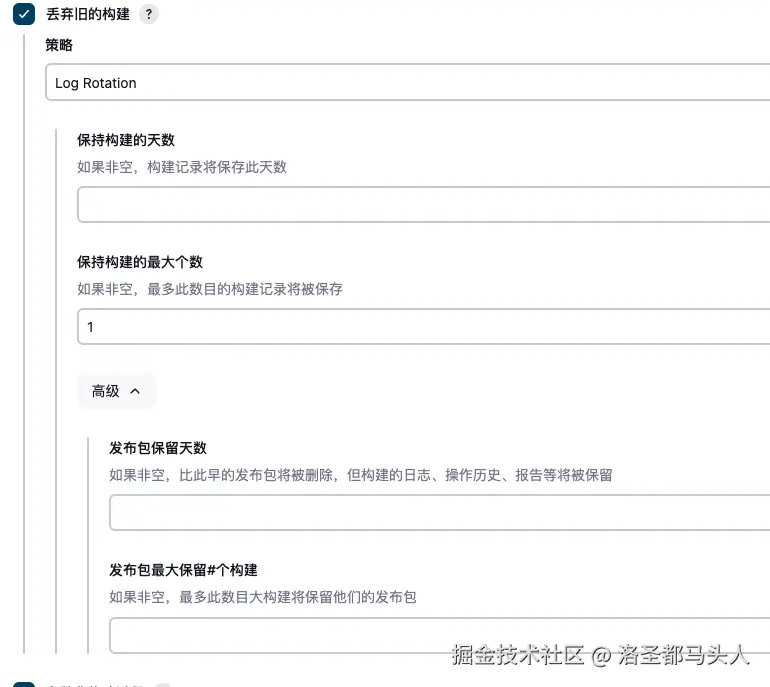 丢弃旧的构建 ?
策略
Log Rotation
保持构建的天数
如果非空，构建记录将保存此天数
保持构建的最大个数
如果非空，最多此数目的构建记录将被保存
1
高级
发布包保留天数
如果非空，比此早的发布包将被删除，但构建的日志、操作历史、报告等将被保留
发布包最大保留#个构建
如果非空，最多此数目大构建将保留他们的发布包
掘金技术社区 @ 洛圣都马头人